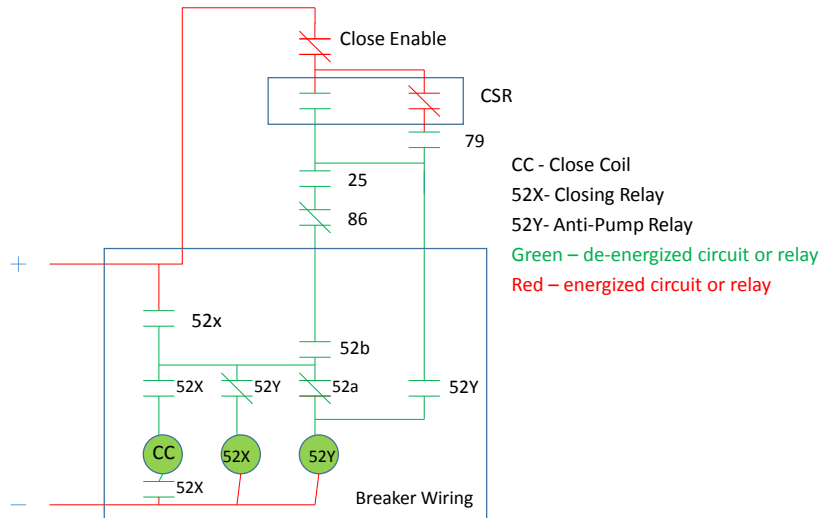 Close Enable
CSR
79
CC - Close Coil
25
52X- Closing Relay
86
52Y- Anti-Pump Relay
Green – de-energized circuit or relay
+
Red – energized circuit or relay
52x
52b
52X
52Y
52a
52Y
CC
52X
52Y
52X
–
Breaker Wiring